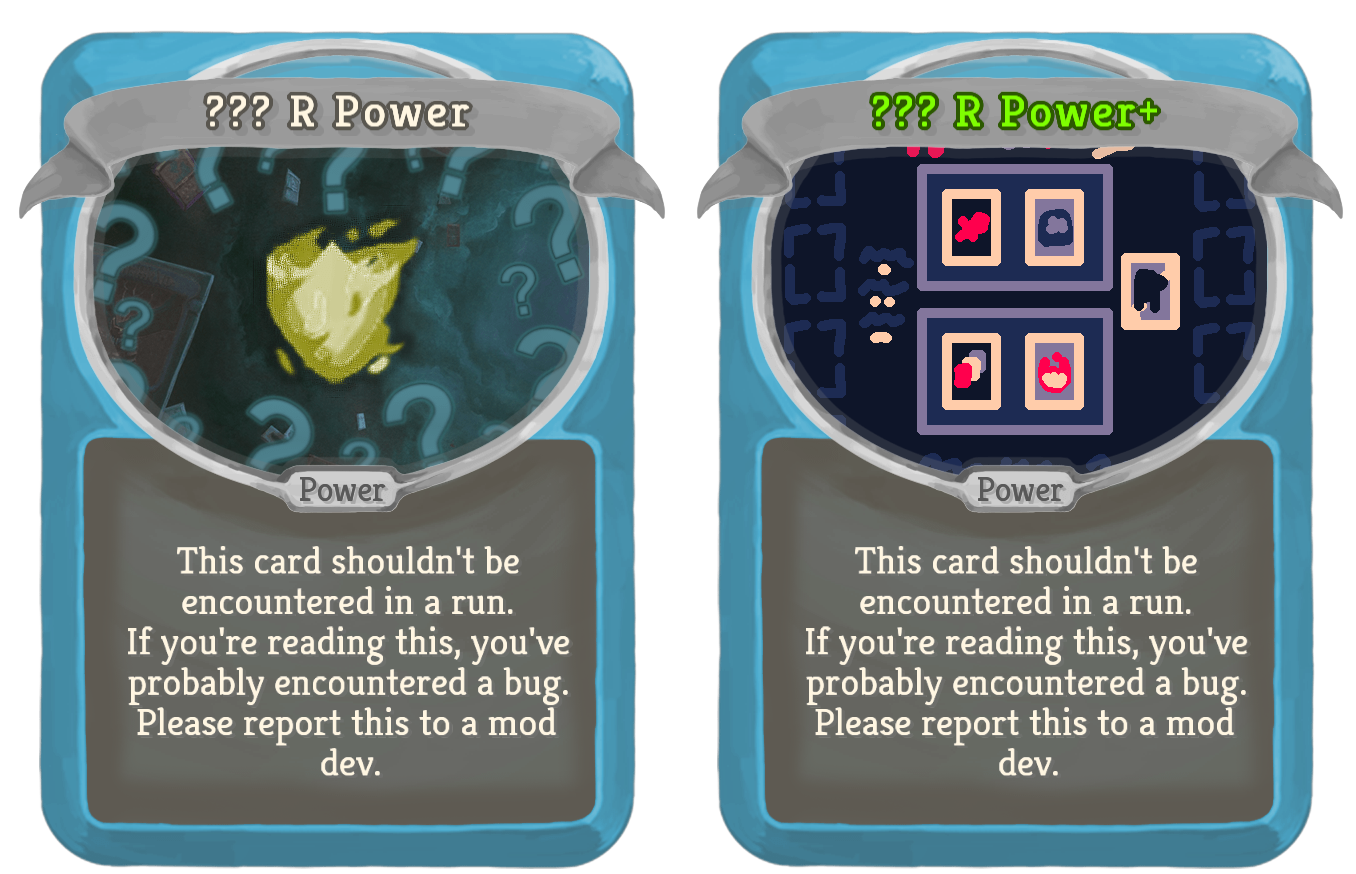 ??? R Power
Power
This card shouldn't be
encountered in a run.
If you're reading this, you've
probably encountered a bug.
Please report this to a mod
dev.
??? R Power+
Power
This card shouldn't be
encountered in a run.
If you're reading this, you've
probably encountered a bug.
Please report this to a mod
dev.